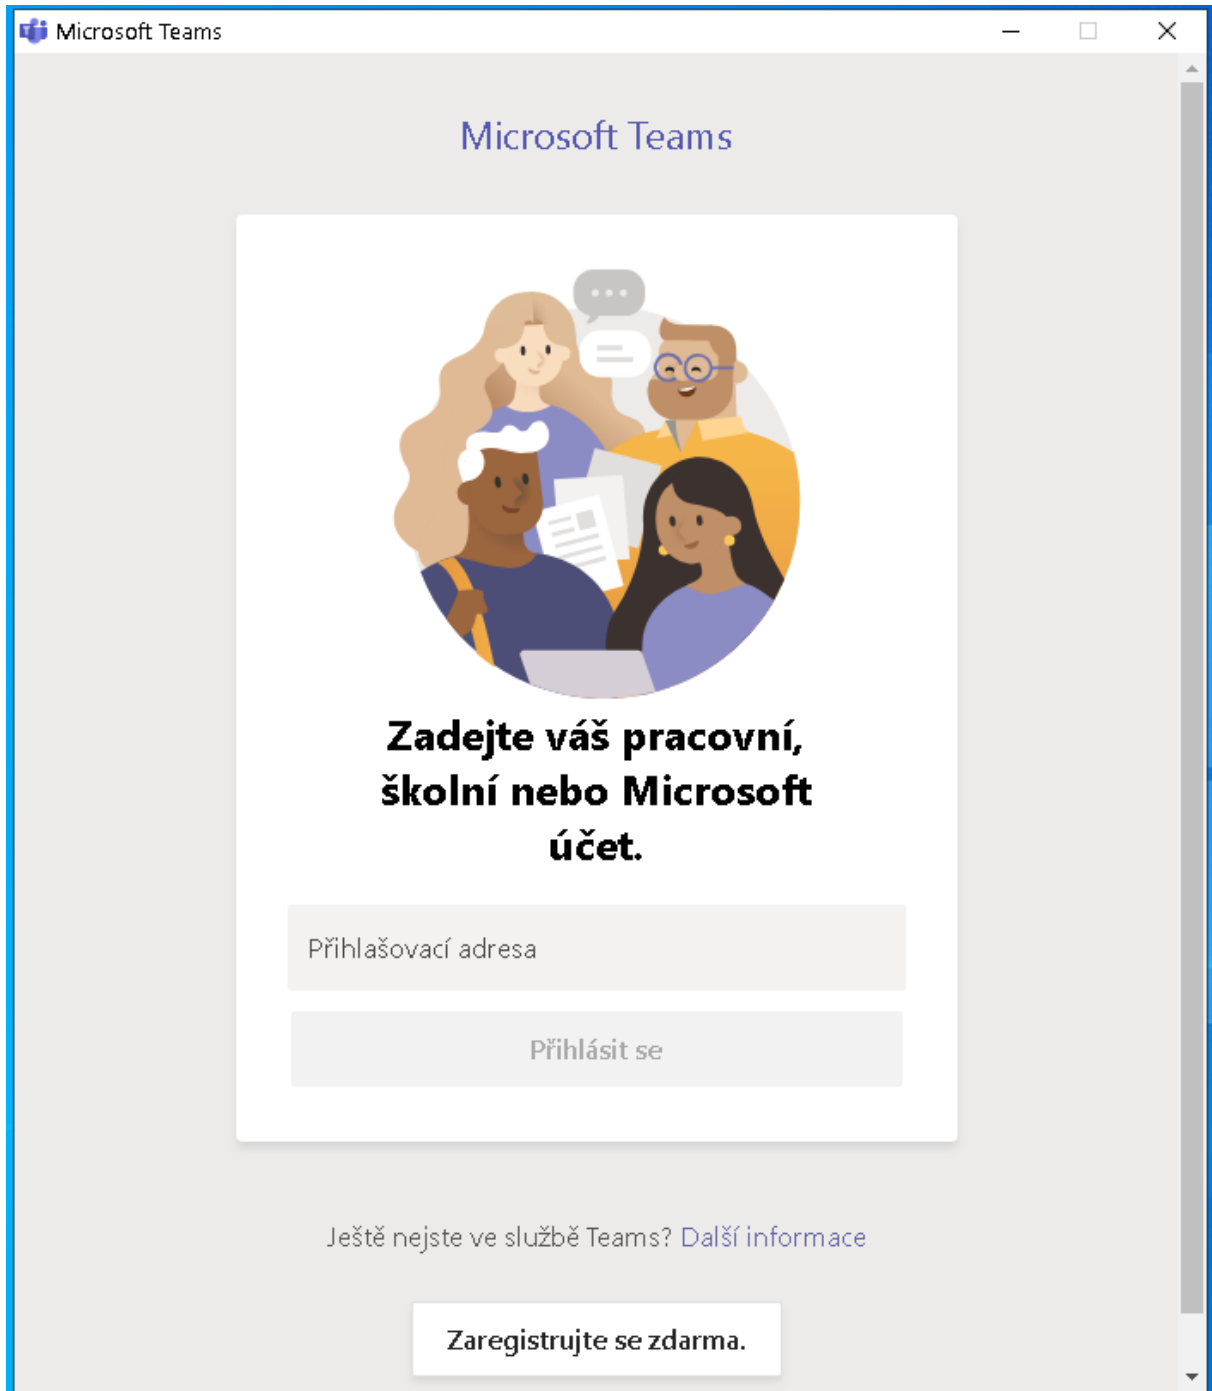 Microsoft Teams
Microsoft Teams
Zadejte váš pracovní,
školní nebo Microsoft
účet.
Přihlašovací adresa
Přihlásit se
Ještě nejste ve službě Teams? Další informace
Zaregistrujte se zdarma.